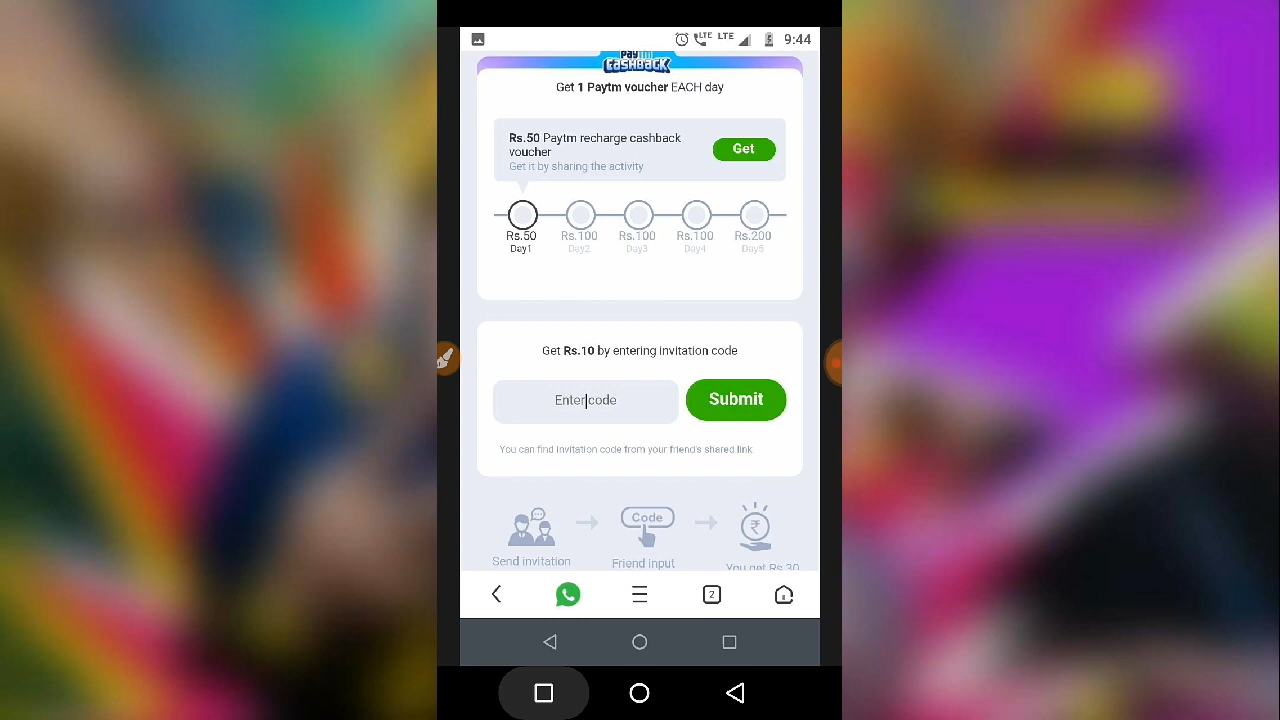 LTE LTE 9:44
Paytm
CASHBACK
Get 1 Paytm voucher EACH day
Rs.50 Paytm recharge cashback
voucher
Get it by sharing the activity
Get
Rs.50 Rs.100 Rs.100 Rs.100 Rs.200
Day1 Day2 Day3 Day4 Day5
Get Rs.10 by entering invitation code
Enter code
Submit
You can find invitation code from your friend's shared link
Code
Send invitation Friend input You get Rs.30
2